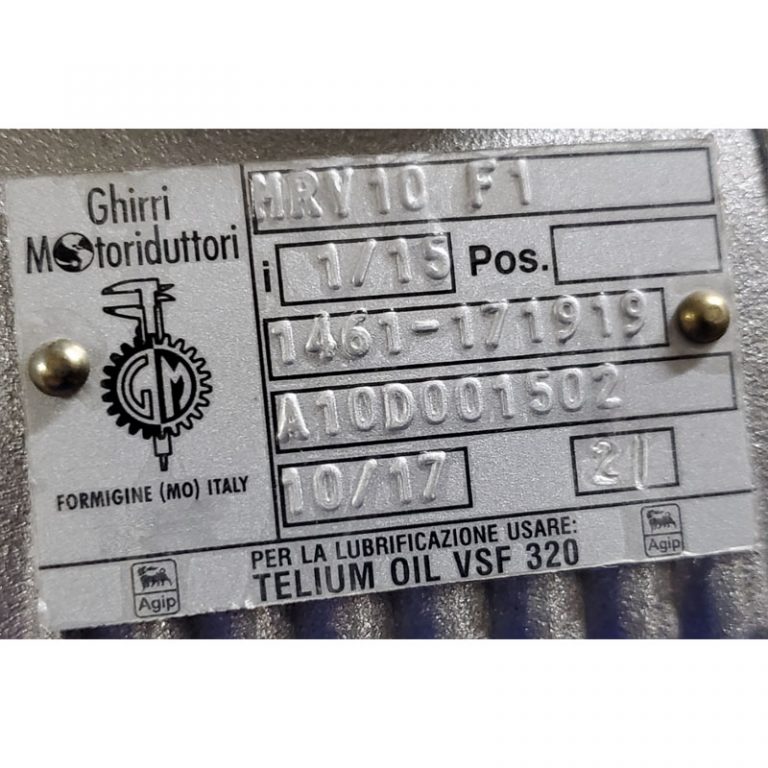 Ghirri
Motoriduttori
GM
FORMIGINE (MO) ITALY
MRV10 F1
i 1/15 Pos.
1461-171919
A10D001502
10/17
PER LA LUBRIFICAZIONE USARE:
TELIUM OIL VSF 320
Agip
Agip